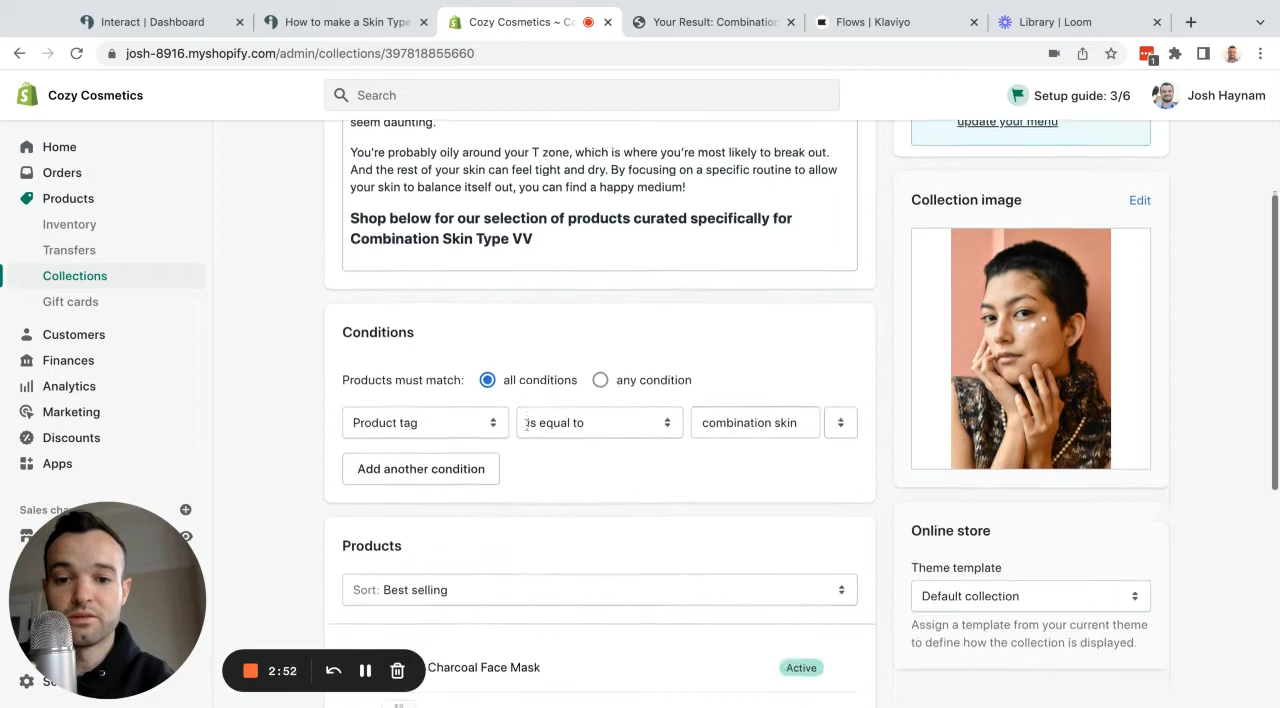 Interact | Dashboard
How to make a Skin Type
Cozy Cosmetics ~ Co
Your Result: Combination
Flows | Klaviyo
Library | Loom
josh-8916.myshopify.com/admin/collections/397818855660
1
Cozy Cosmetics
Search
Setup guide: 3/6
Josh Haynam
Home
Orders
Products
Inventory
Transfers
Collections
Gift cards
Customers
Finances
Analytics
Marketing
Discounts
Apps
Sales cha
seem daunting.
You're probably oily around your T zone, which is where you're most likely to break out.
And the rest of your skin can feel tight and dry. By focusing on a specific routine to allow
your skin to balance itself out, you can find a happy medium!
Shop below for our selection of products curated specifically for
Combination Skin Type VV
Conditions
Products must match:
all conditions
any condition
Product tag
is equal to
combination skin
Add another condition
Products
Sort: Best selling
Charcoal Face Mask
Active
2:52
update your menu
Collection image
Edit
Online store
Theme template
Default collection
Assign a template from your current theme
to define how the collection is displayed.